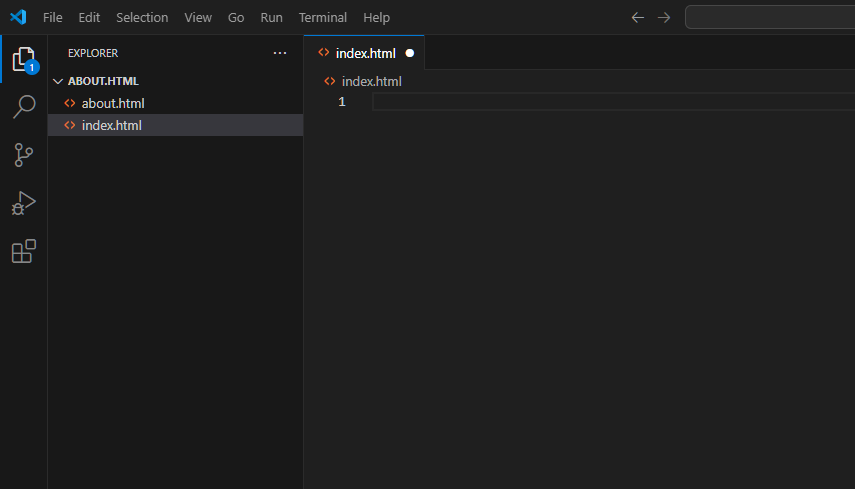 File Edit Selection View Go Run Terminal Help
EXPLORER ...
ABOUT.HTML
about.html
index.html
1
index.html
index.html
1